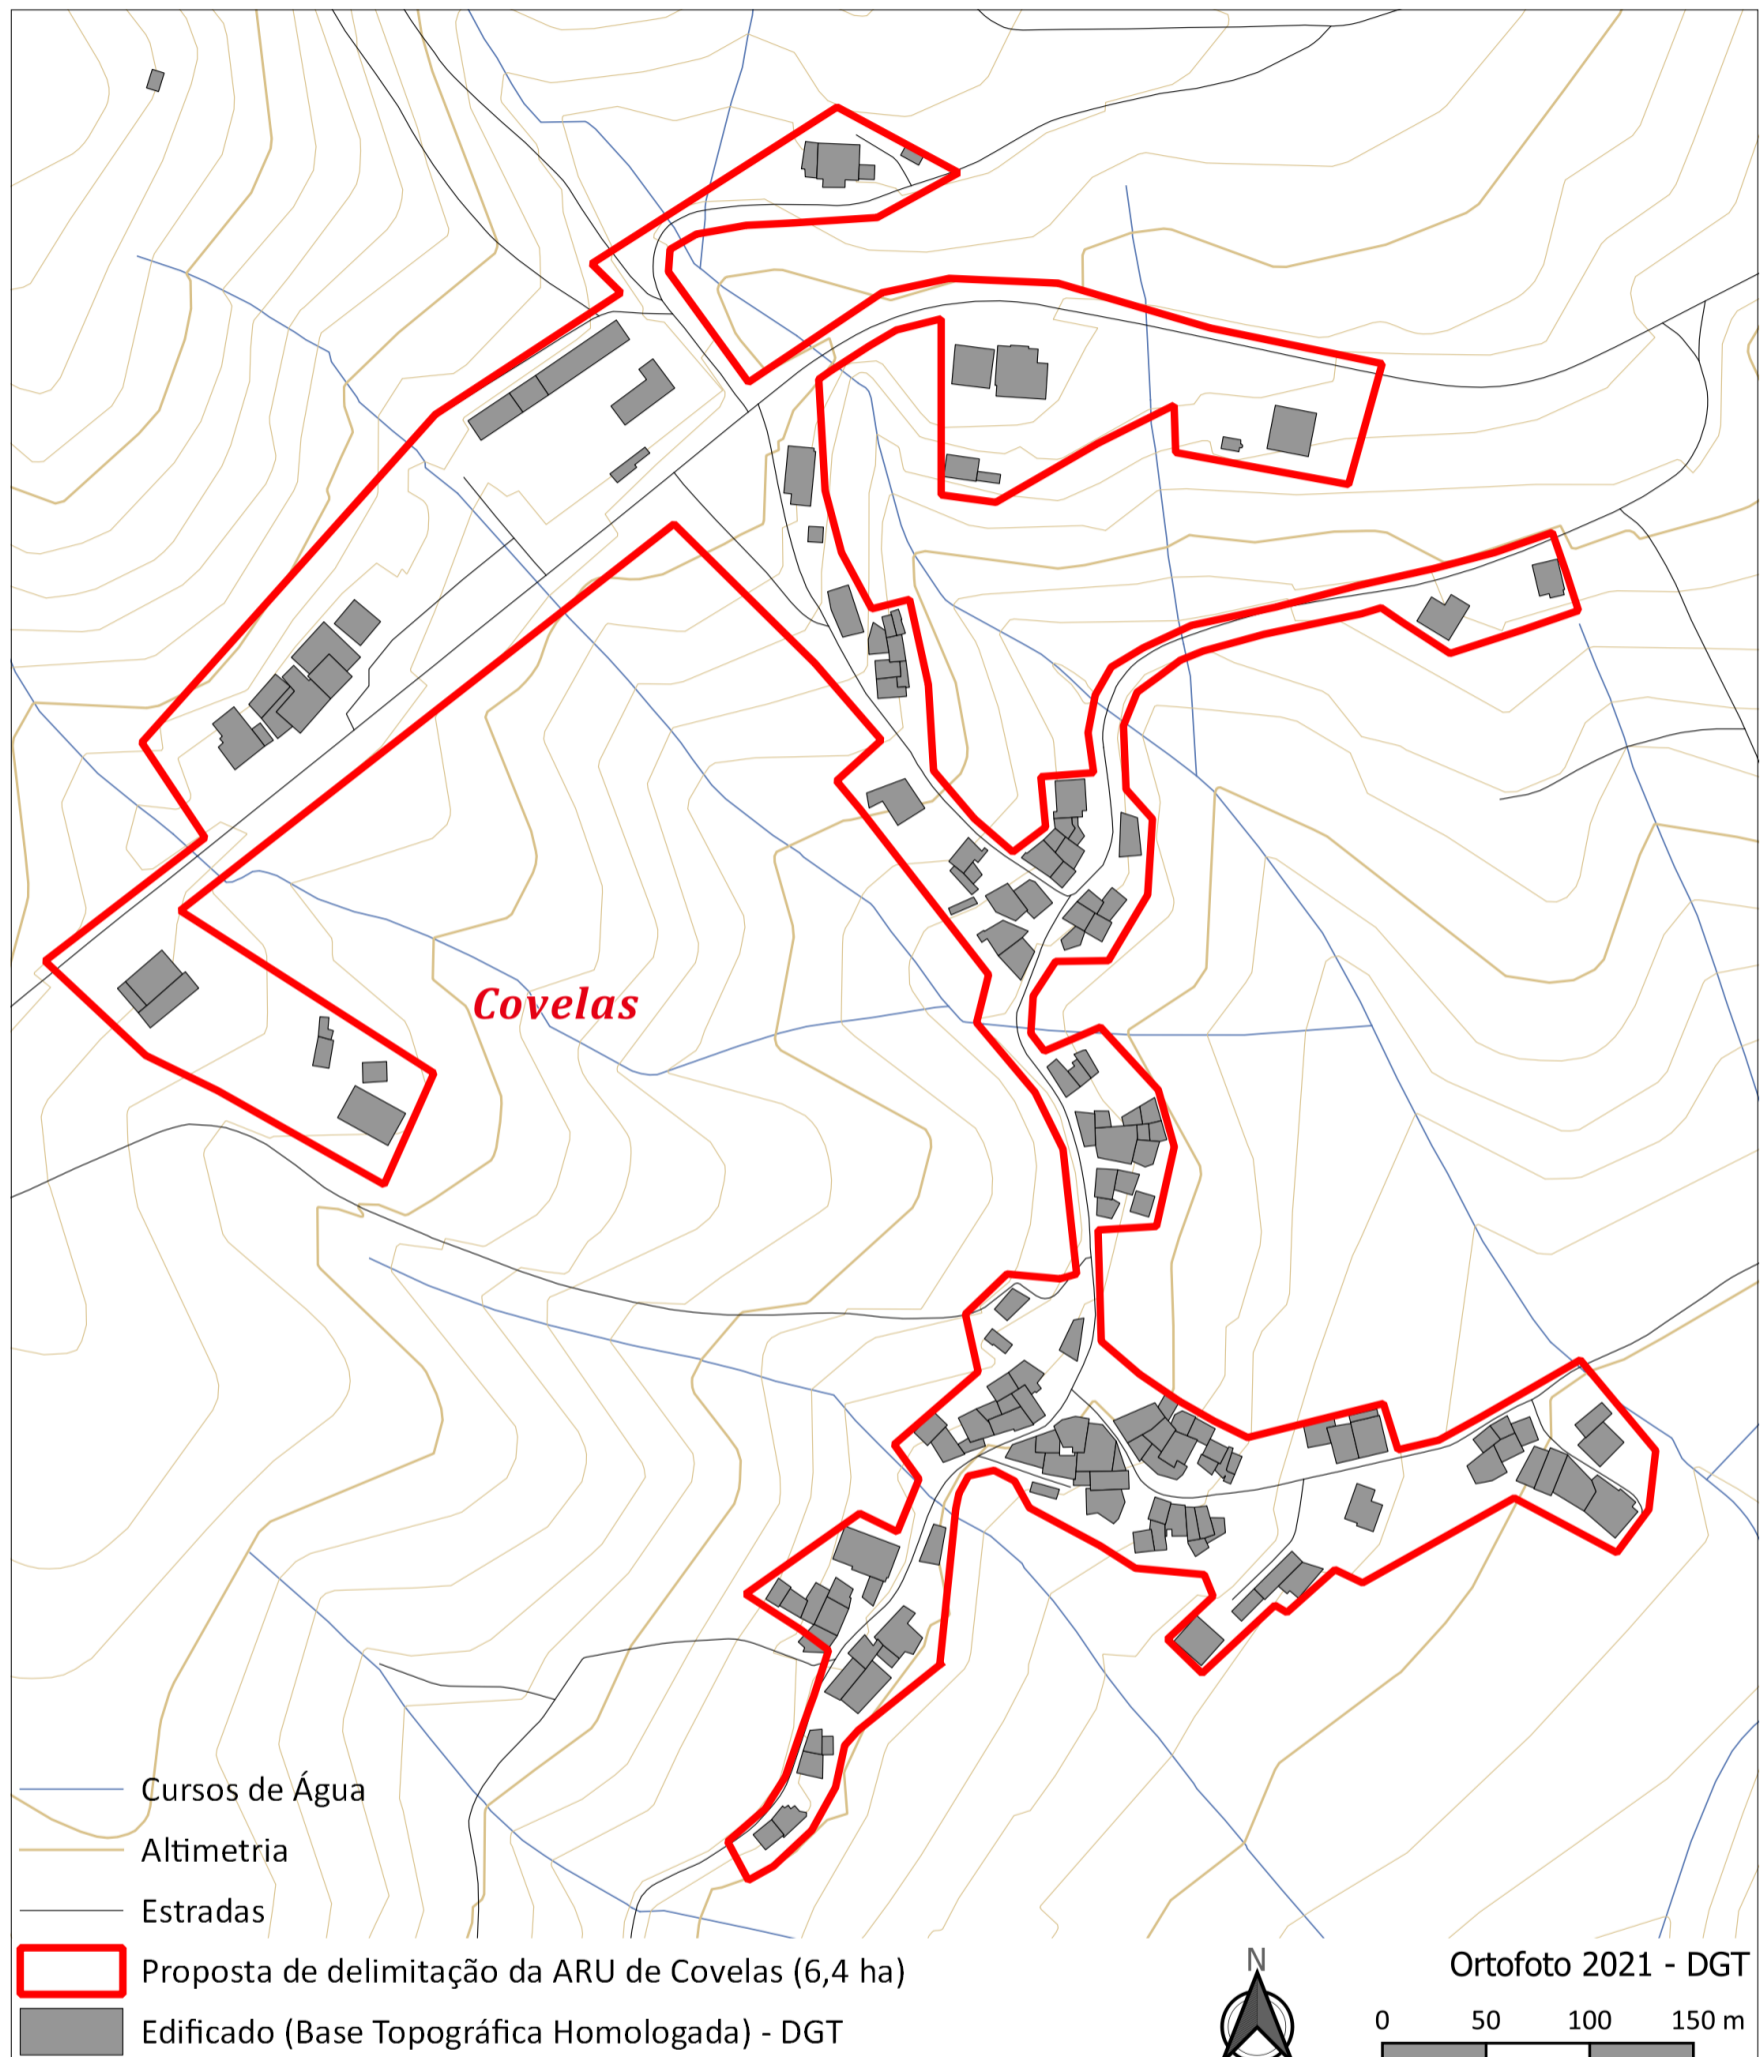 Covelas
Cursos de Água
Altimetria
Estradas
Proposta de delimitação da ARU de Covelas (6,4 ha)
Edificado (Base Topográfica Homologada) - DGT
N
Ortofoto 2021 - DGT
0 50 100 150 m